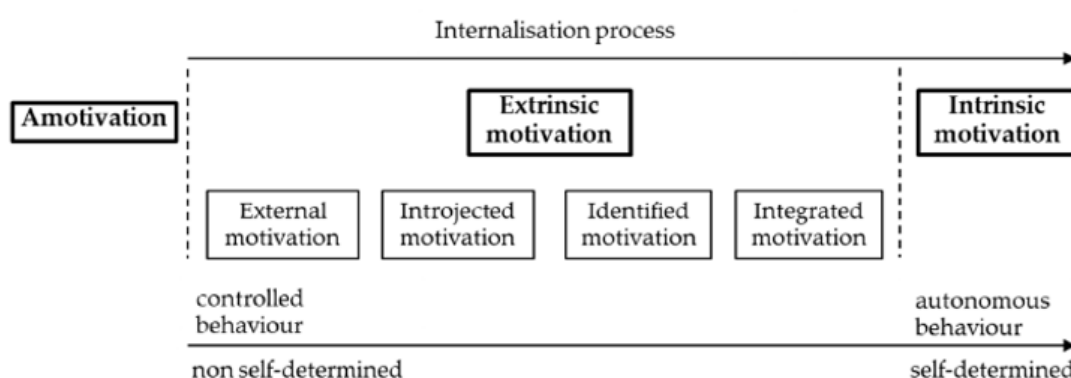 Internalisation process
Amotivation
Extrinsic
motivation
Intrinsic
motivation
External
motivation
Introjected
motivation
Identified
motivation
Integrated
motivation
controlled
behaviour
autonomous
behaviour
non self-determined
self-determined